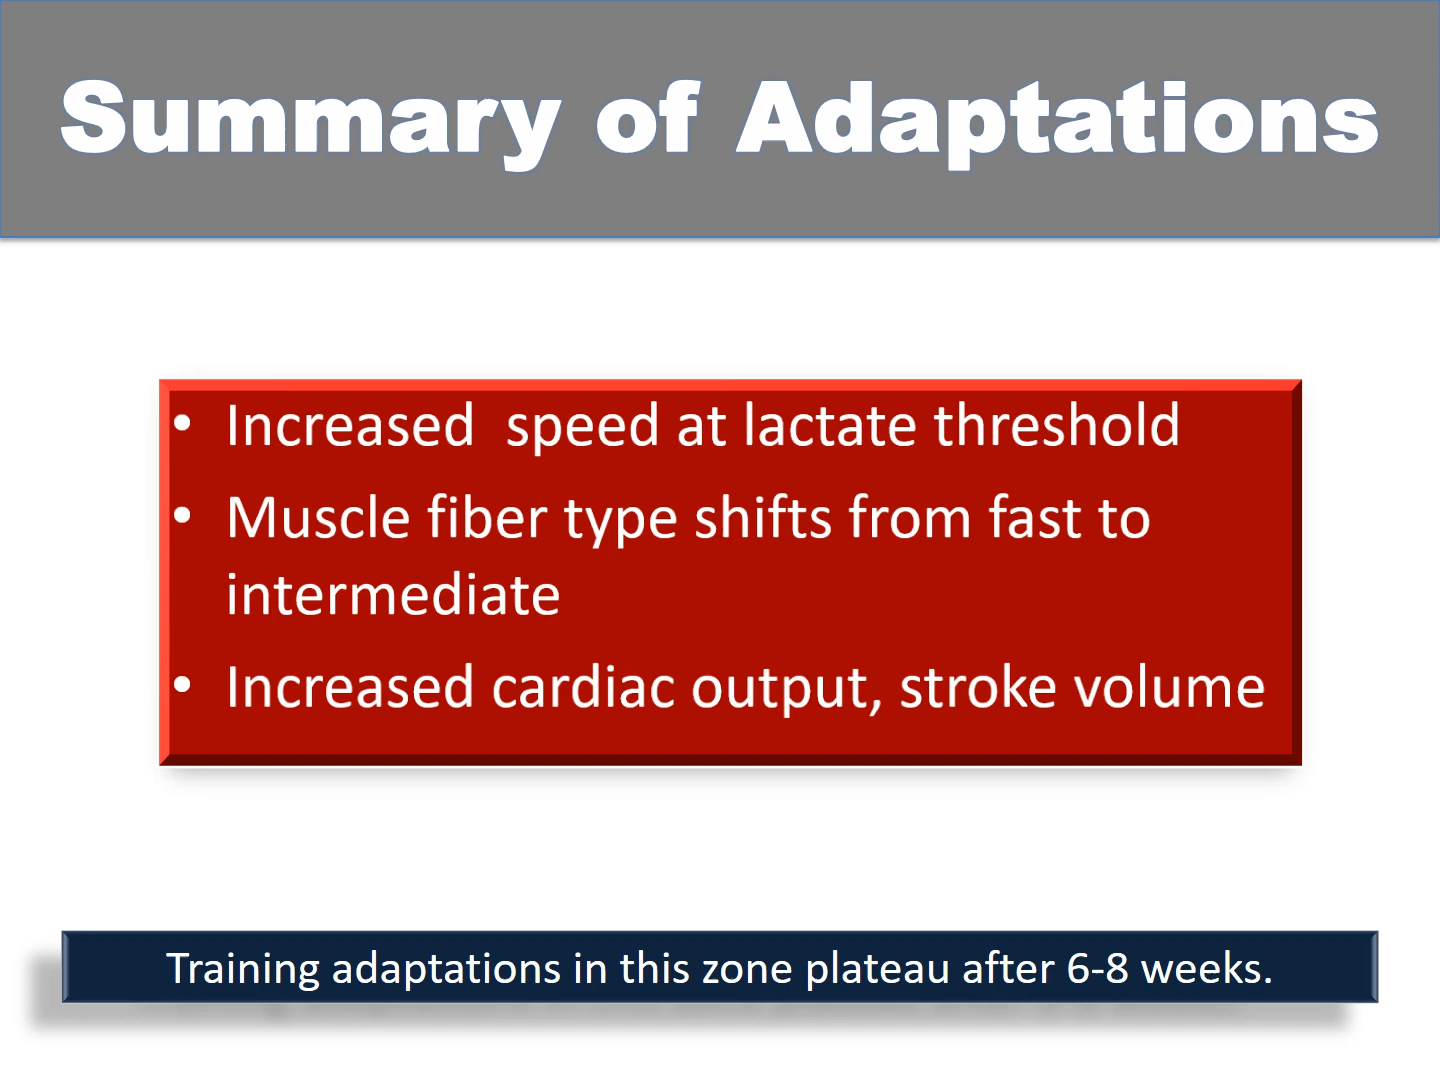 Summary of Adaptations
• Increased  speed at lactate threshold
• Muscle fiber type shifts from fast to
intermediate
• Increased cardiac output, stroke volume
Training adaptations in this zone plateau after 6-8 weeks.